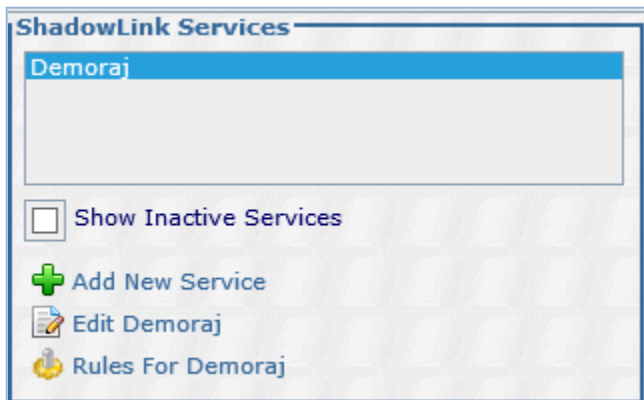 ShadowLink Services
Demoraj
Show Inactive Services
Add New Service
Edit Demoraj
Rules For Demoraj